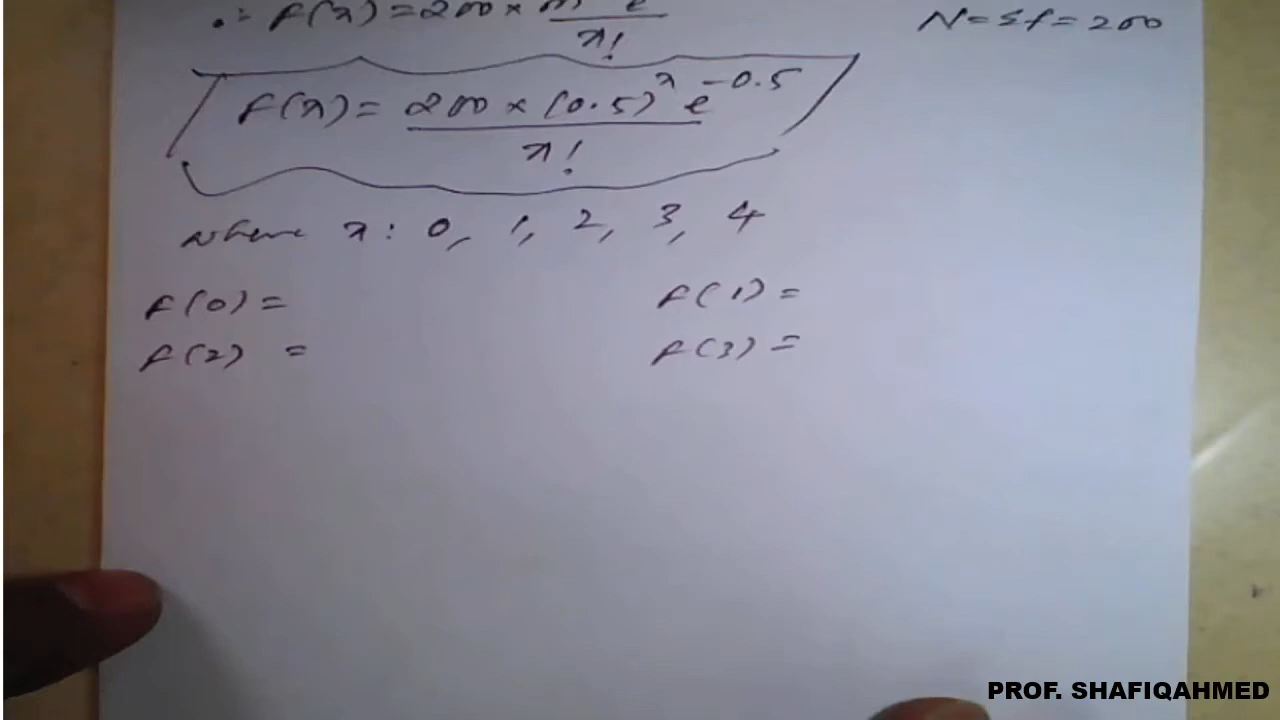 ∴ F(x) = 200 × m e
x!
N = Σf = 200
F(x) = 200 × (0.5)^x e^-0.5
x!
where x : 0, 1, 2, 3, 4
F(0) = F(1) =
F(2) = F(3) =
PROF. SHAFIQAHMED